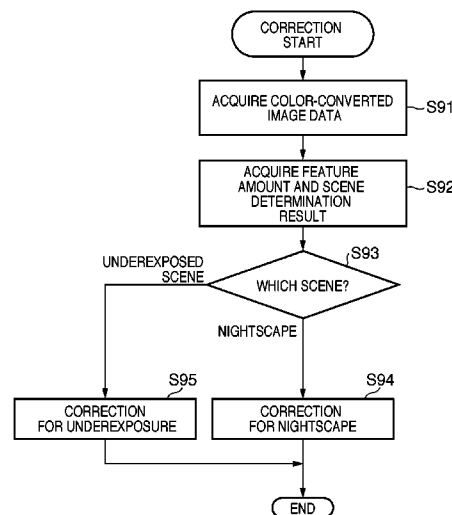 CORRECTION
START
ACQUIRE COLOR-CONVERTED
IMAGE DATA
S91
ACQUIRE FEATURE
AMOUNT AND SCENE
DETERMINATION
RESULT
S92
S93
UNDEREXPOSED
SCENE
WHICH SCENE?
NIGHTSCAPE
S95
CORRECTION
FOR UNDEREXPOSURE
S94
CORRECTION
FOR NIGHTSCAPE
END